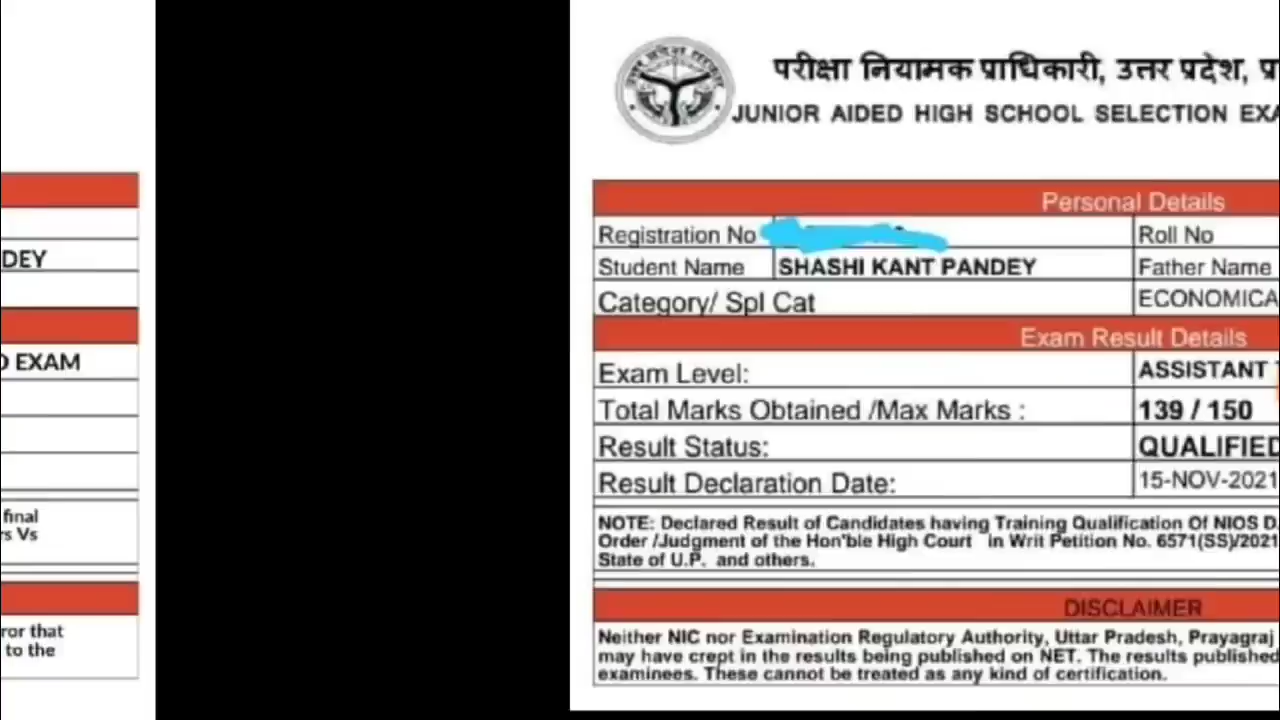 DEY
O EXAM
final
rs Vs
ror that
to the
परीक्षा नियामक प्राधिकारी, उत्तर प्रदेश, प्र
JUNIOR AIDED HIGH SCHOOL SELECTION EXA
Personal Details
Registration No Roll No
Student Name SHASHI KANT PANDEY Father Name
Category/ Spl Cat ECONOMICA
Exam Result Details
Exam Level: ASSISTANT
Total Marks Obtained /Max Marks : 139 / 150
Result Status: QUALIFIED
Result Declaration Date: 15-NOV-2021
NOTE: Declared Result of Candidates having Training Qualification Of NIOS D.
Order /Judgment of the Hon'ble High Court in Writ Petition No. 6571(SS)/2021
State of U.P. and others.
DISCLAIMER
Neither NIC nor Examination Regulatory Authority, Uttar Pradesh, Prayagraj
may have crept in the results being published on NET. The results published
examinees. These cannot be treated as any kind of certification.